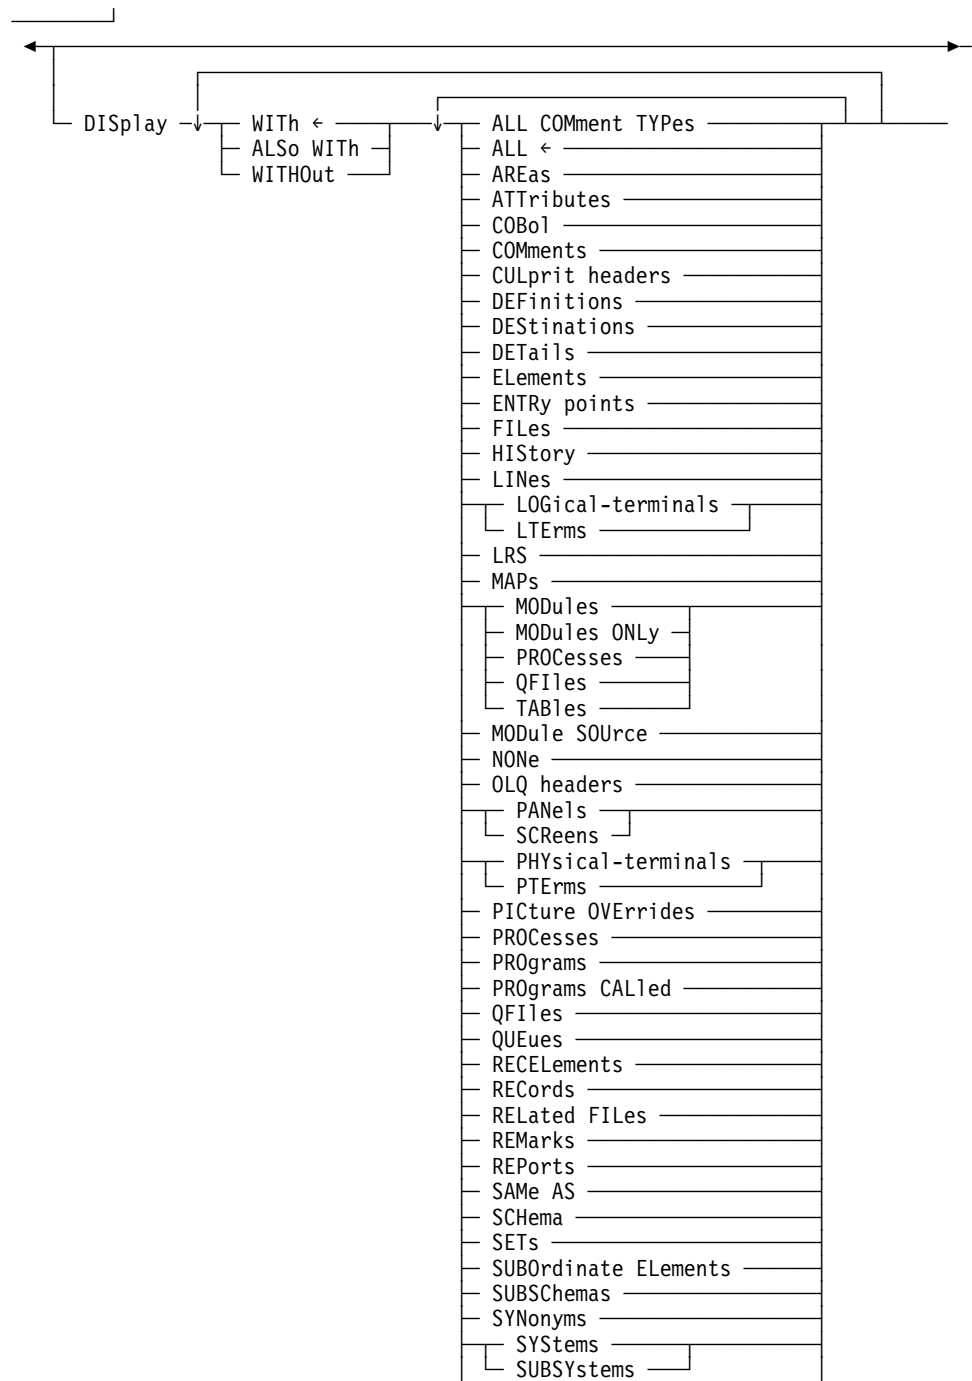 DISplay WITh ← ALL COMment TYPes
ALSo WITh ALL ←
WITHOut AREas
ATTributes
COBol
COMments
CULprit headers
DEFinitions
DEStinations
DETails
ELements
ENTRy points
FILes
HIStory
LINes
LOGical-terminals
LTErms
LRS
MAPs
MODules
MODules ONLy
PROCesses
QFIles
TABles
MODule SOUrce
NONe
OLQ headers
PANels
SCReens
PHYsical-terminals
PTErms
PICture OVErrides
PROCesses
PROgrams
PROgrams CALled
QFIles
QUEues
RECELements
RECords
RELated FILes
REMarks
REPorts
SAMe AS
SCHema
SETs
SUBOrdinate ELements
SUBSChemas
SYNonyms
SYStems
SUBSYstems